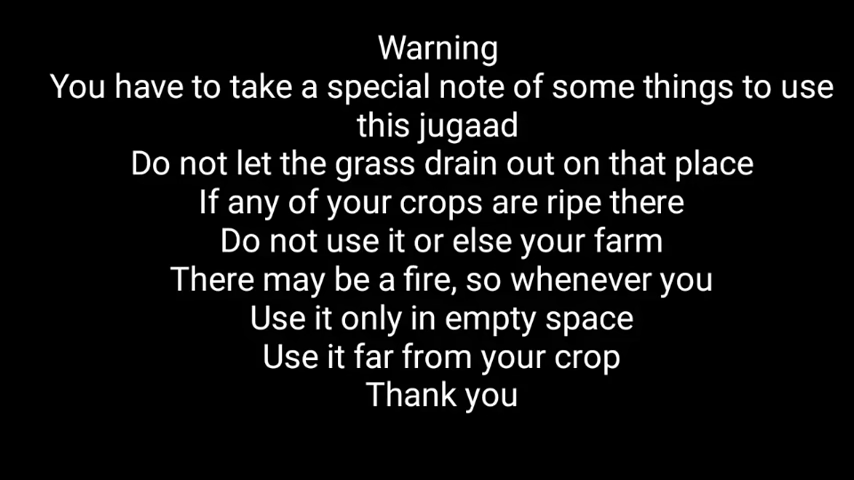 Warning
You have to take a special note of some things to use
this jugaad
Do not let the grass drain out on that place
If any of your crops are ripe there
Do not use it or else your farm
There may be a fire, so whenever you
Use it only in empty space
Use it far from your crop
Thank you